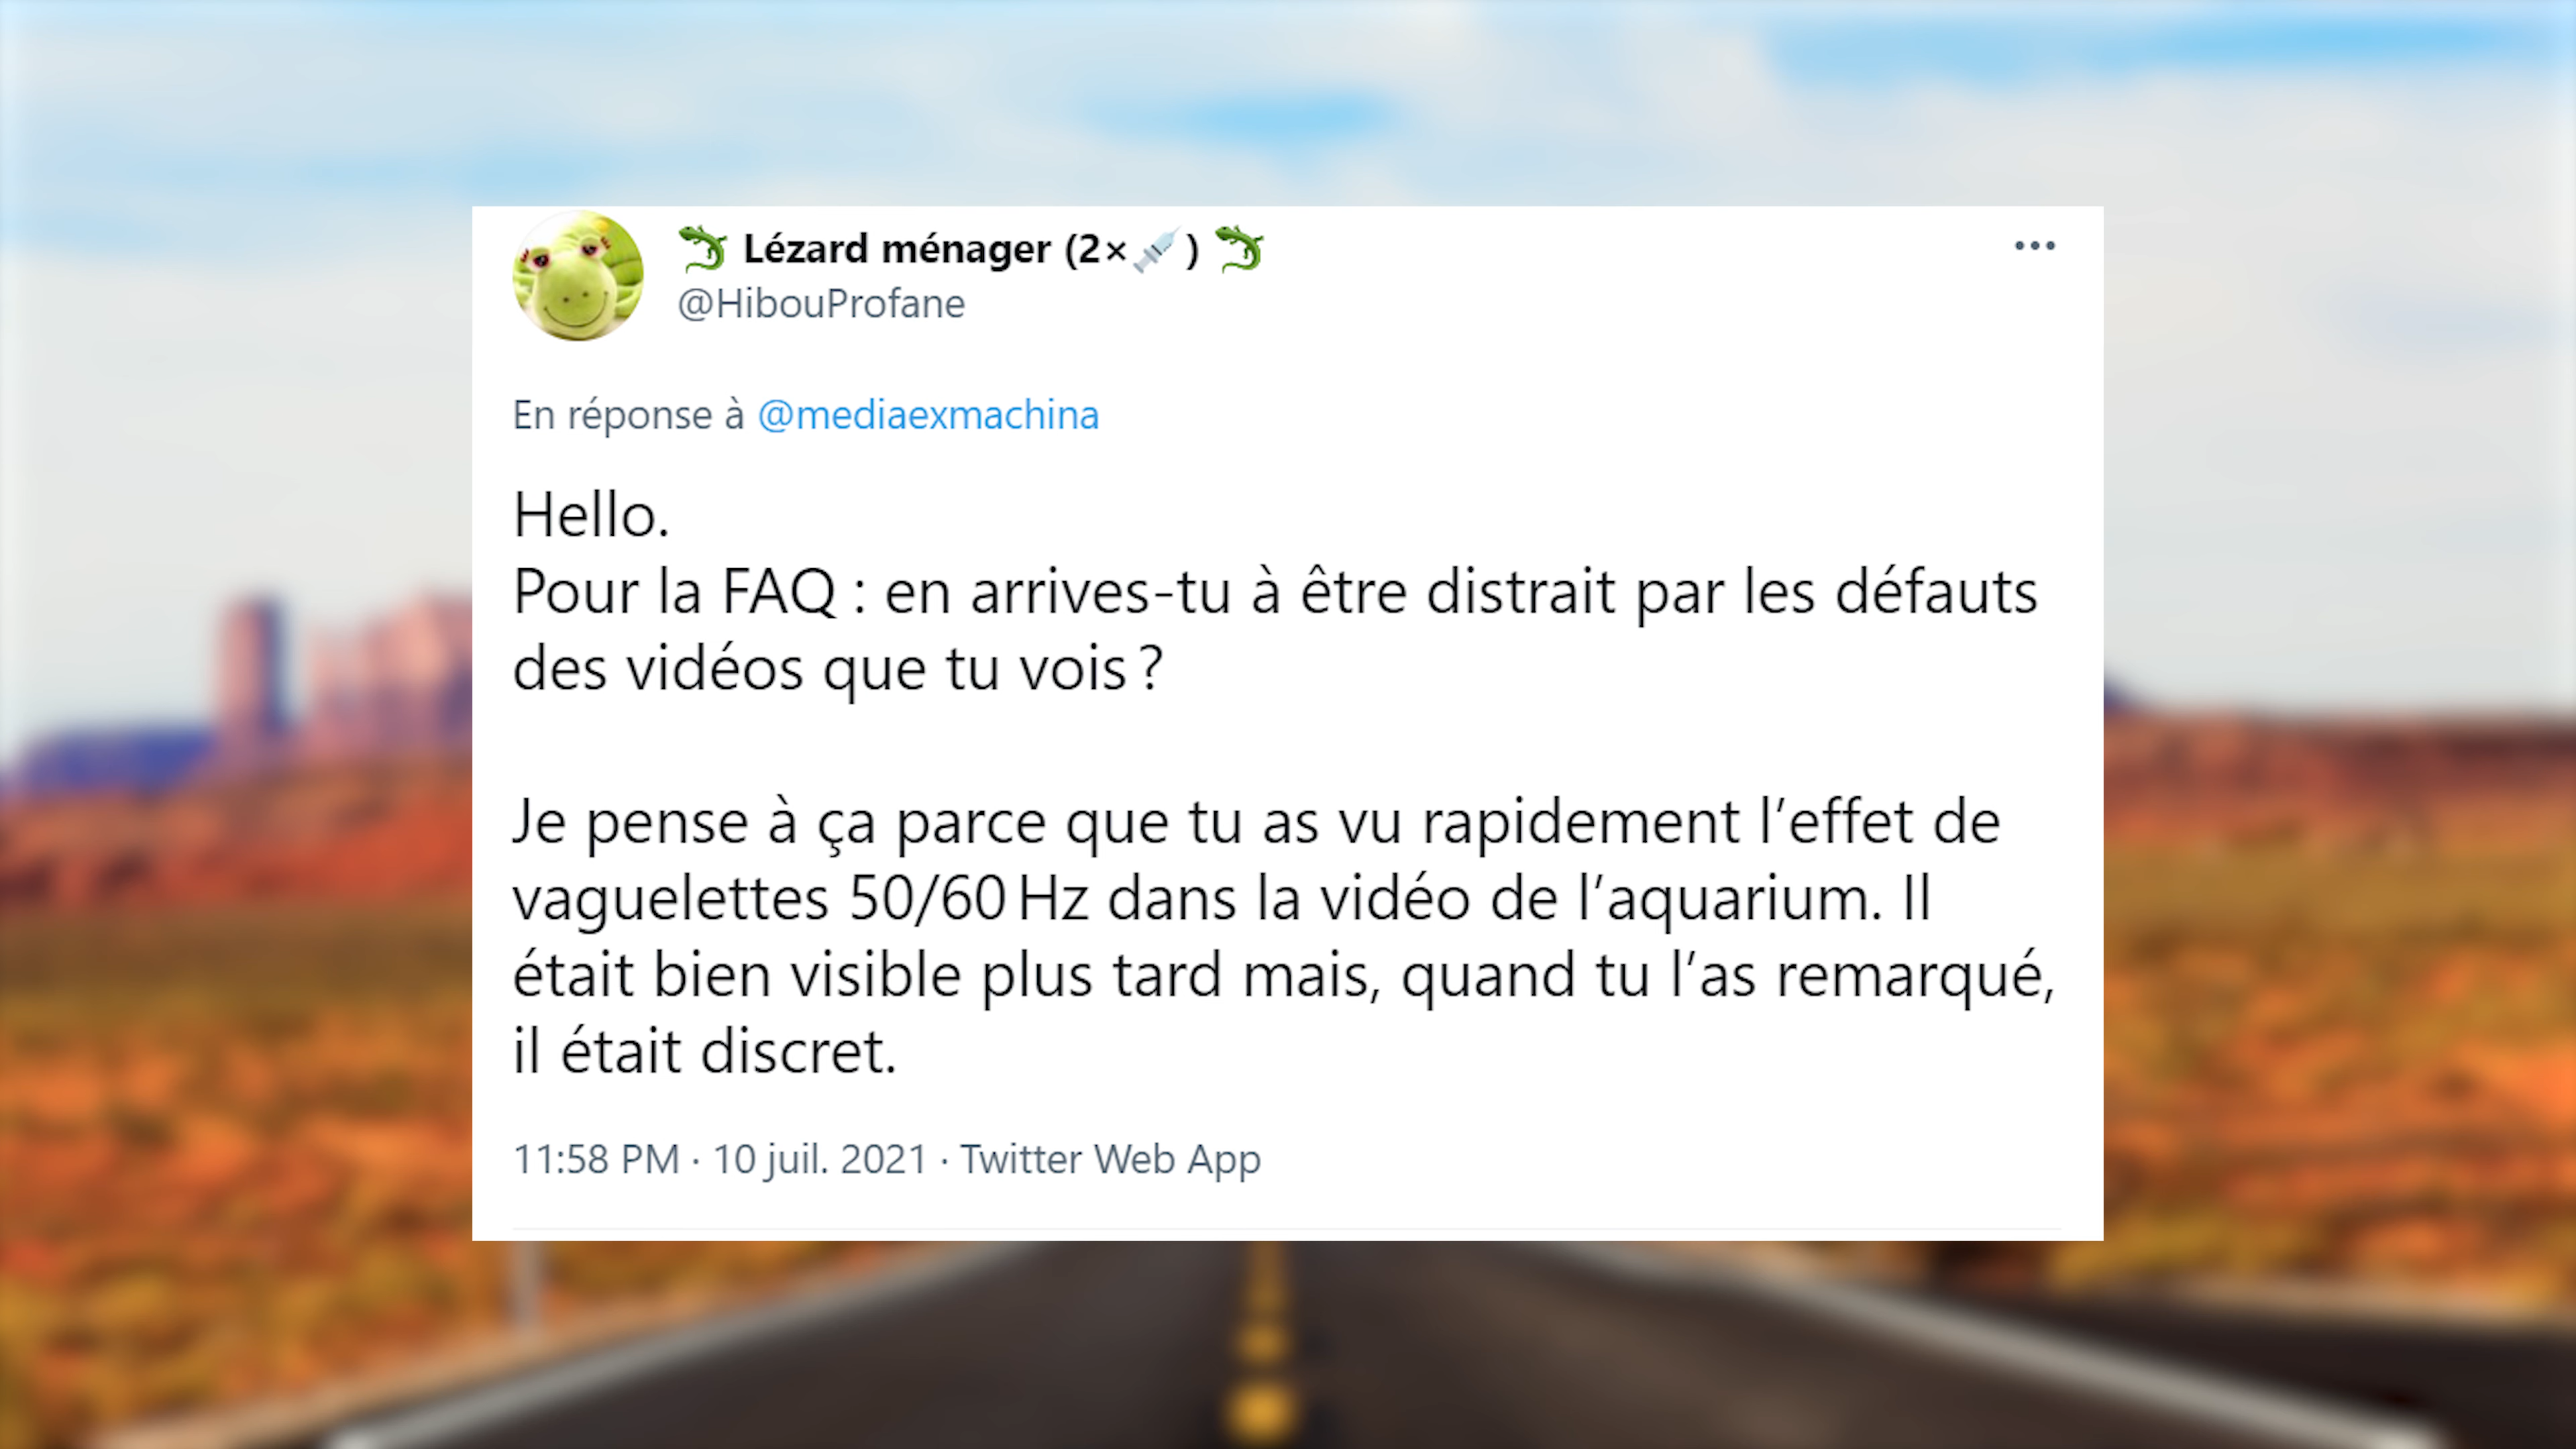 🦎 Lézard ménager (2×💉) 🦎
@HibouProfane
En réponse à @mediaexmachina
Hello.
Pour la FAQ : en arrives-tu à être distrait par les défauts
des vidéos que tu vois ?
Je pense à ça parce que tu as vu rapidement l’effet de
vaguelettes 50/60 Hz dans la vidéo de l’aquarium. Il
était bien visible plus tard mais, quand tu l’as remarqué,
il était discret.
11:58 PM · 10 juil. 2021 · Twitter Web App